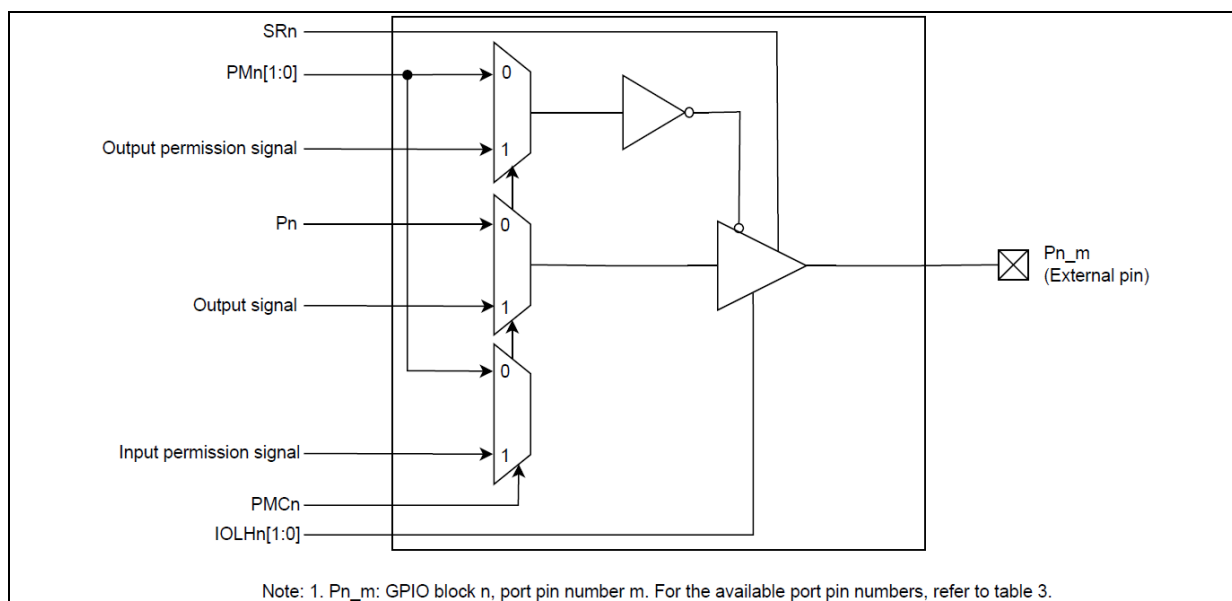 SRn
PMn[1:0]
0
Output permission signal
1
Pn
0
Pn_m
(External pin)
Output signal
1
0
Input permission signal
1
PMCn
IOLHn[1:0]
Note: 1. Pn_m: GPIO block n, port pin number m. For the available port pin numbers, refer to table 3.